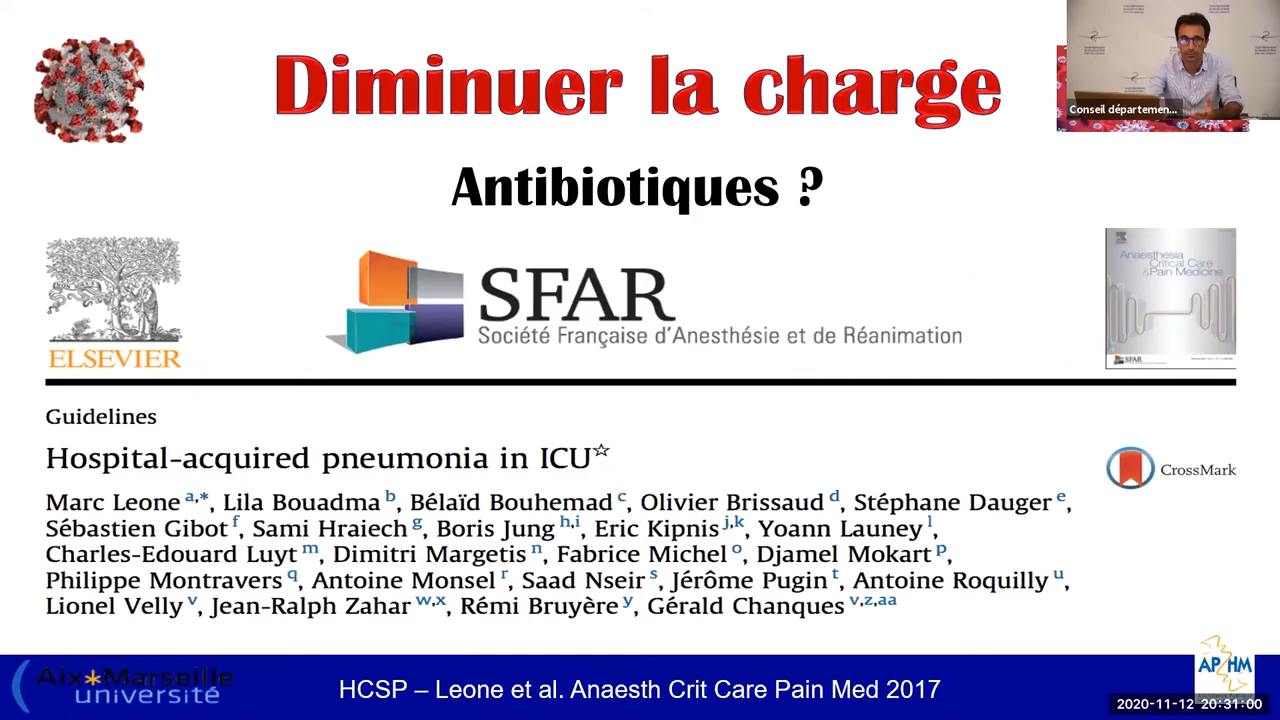 Diminuer la charge
Conseil départemen...
Antibiotiques ?
ELSEVIER
SFAR
Société Française d'Anesthésie et de Réanimation
Anaesthesia
Critical Care
& Pain Medicine
SFAR
Guidelines
Hospital-acquired pneumonia in ICU☆
CrossMark
Marc Leone a,*, Lila Bouadma b, Bélaïd Bouhemad c, Olivier Brissaud d, Stéphane Dauger e,
Sébastien Gibot f, Sami Hraiech g, Boris Jung h,i, Eric Kipnis j,k, Yoann Launey l,
Charles-Edouard Luyt m, Dimitri Margetis n, Fabrice Michel o, Djamel Mokart p,
Philippe Montravers q, Antoine Monsel r, Saad Nseir s, Jérôme Pugin t, Antoine Roquilly u,
Lionel Velly v, Jean-Ralph Zahar w,x, Rémi Bruyère y, Gérald Chanques v,z,aa
Aix*Marseille
université
HCSP – Leone et al. Anaesth Crit Care Pain Med 2017
AP HM
2020-11-12 20:31:00